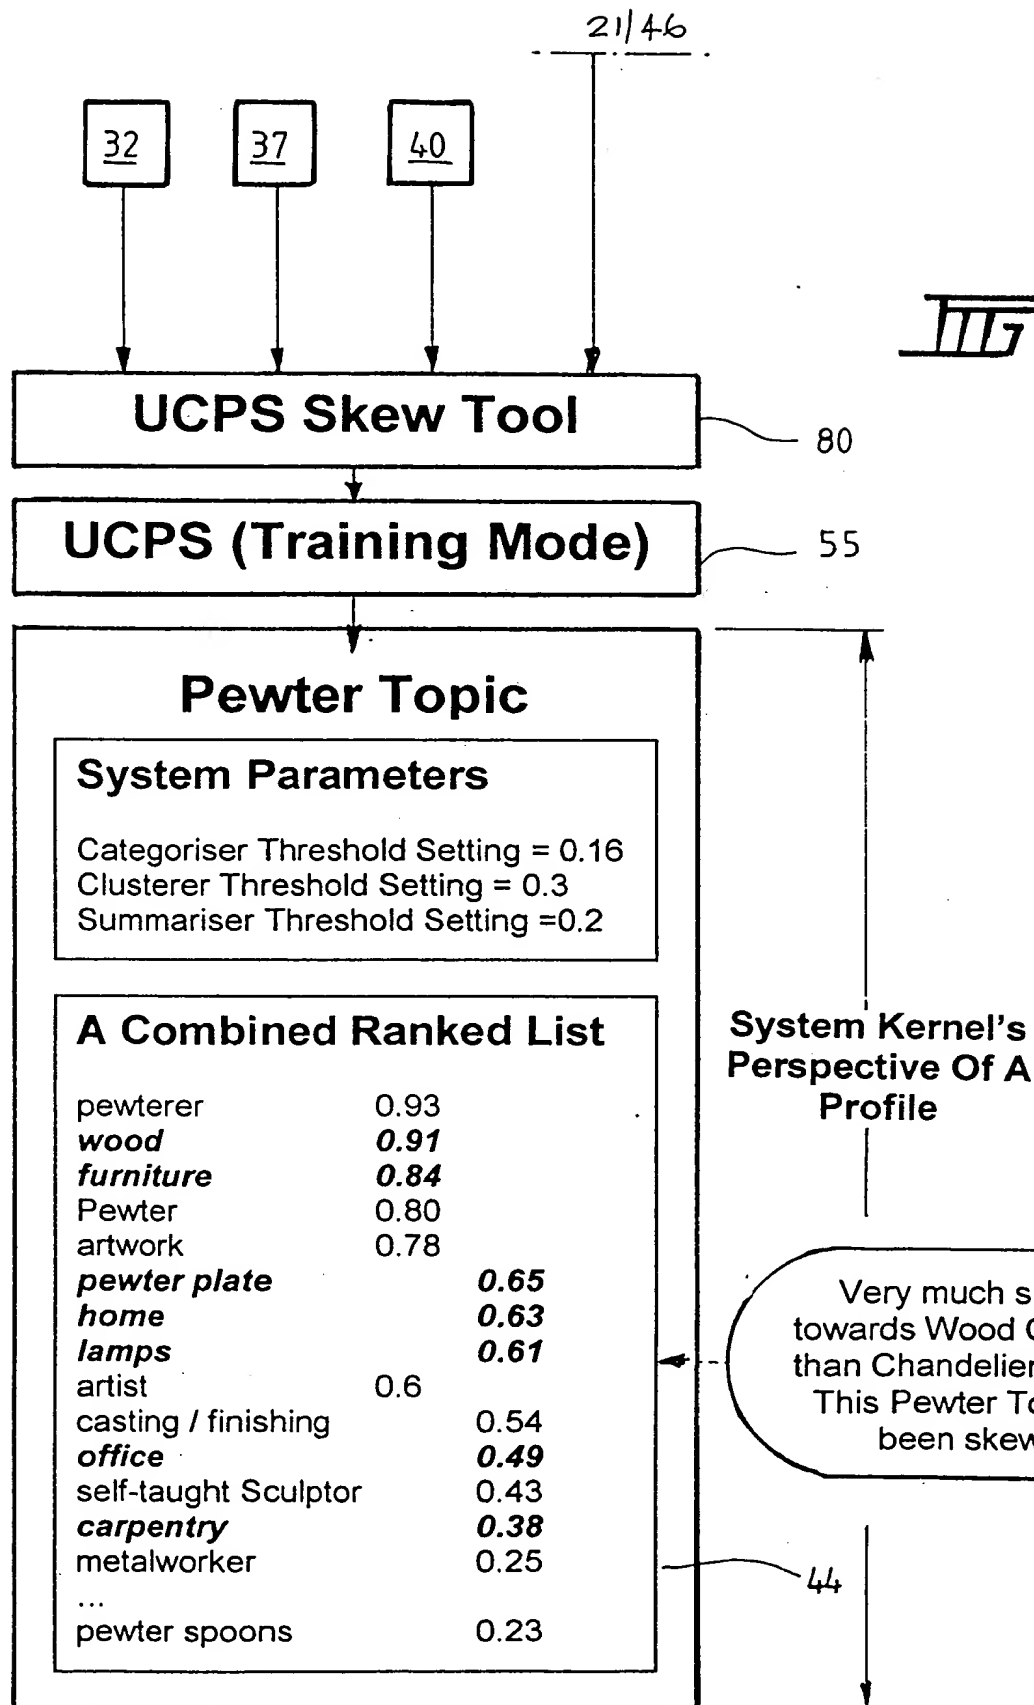 21/46
32 37 40
FIG
UCPS Skew Tool
80
UCPS (Training Mode)
55
Pewter Topic
System Parameters
Categoriser Threshold Setting = 0.16
Clusterer Threshold Setting = 0.3
Summariser Threshold Setting =0.2
A Combined Ranked List
pewterer 0.93
wood 0.91
furniture 0.84
Pewter 0.80
artwork 0.78
pewter plate 0.65
home 0.63
lamps 0.61
artist 0.6
casting / finishing 0.54
office 0.49
self-taught Sculptor 0.43
carpentry 0.38
metalworker 0.25
...
pewter spoons 0.23
System Kernel's
Perspective Of A
Profile
Very much s
towards Wood
than Chandelier
This Pewter To
been skew
44